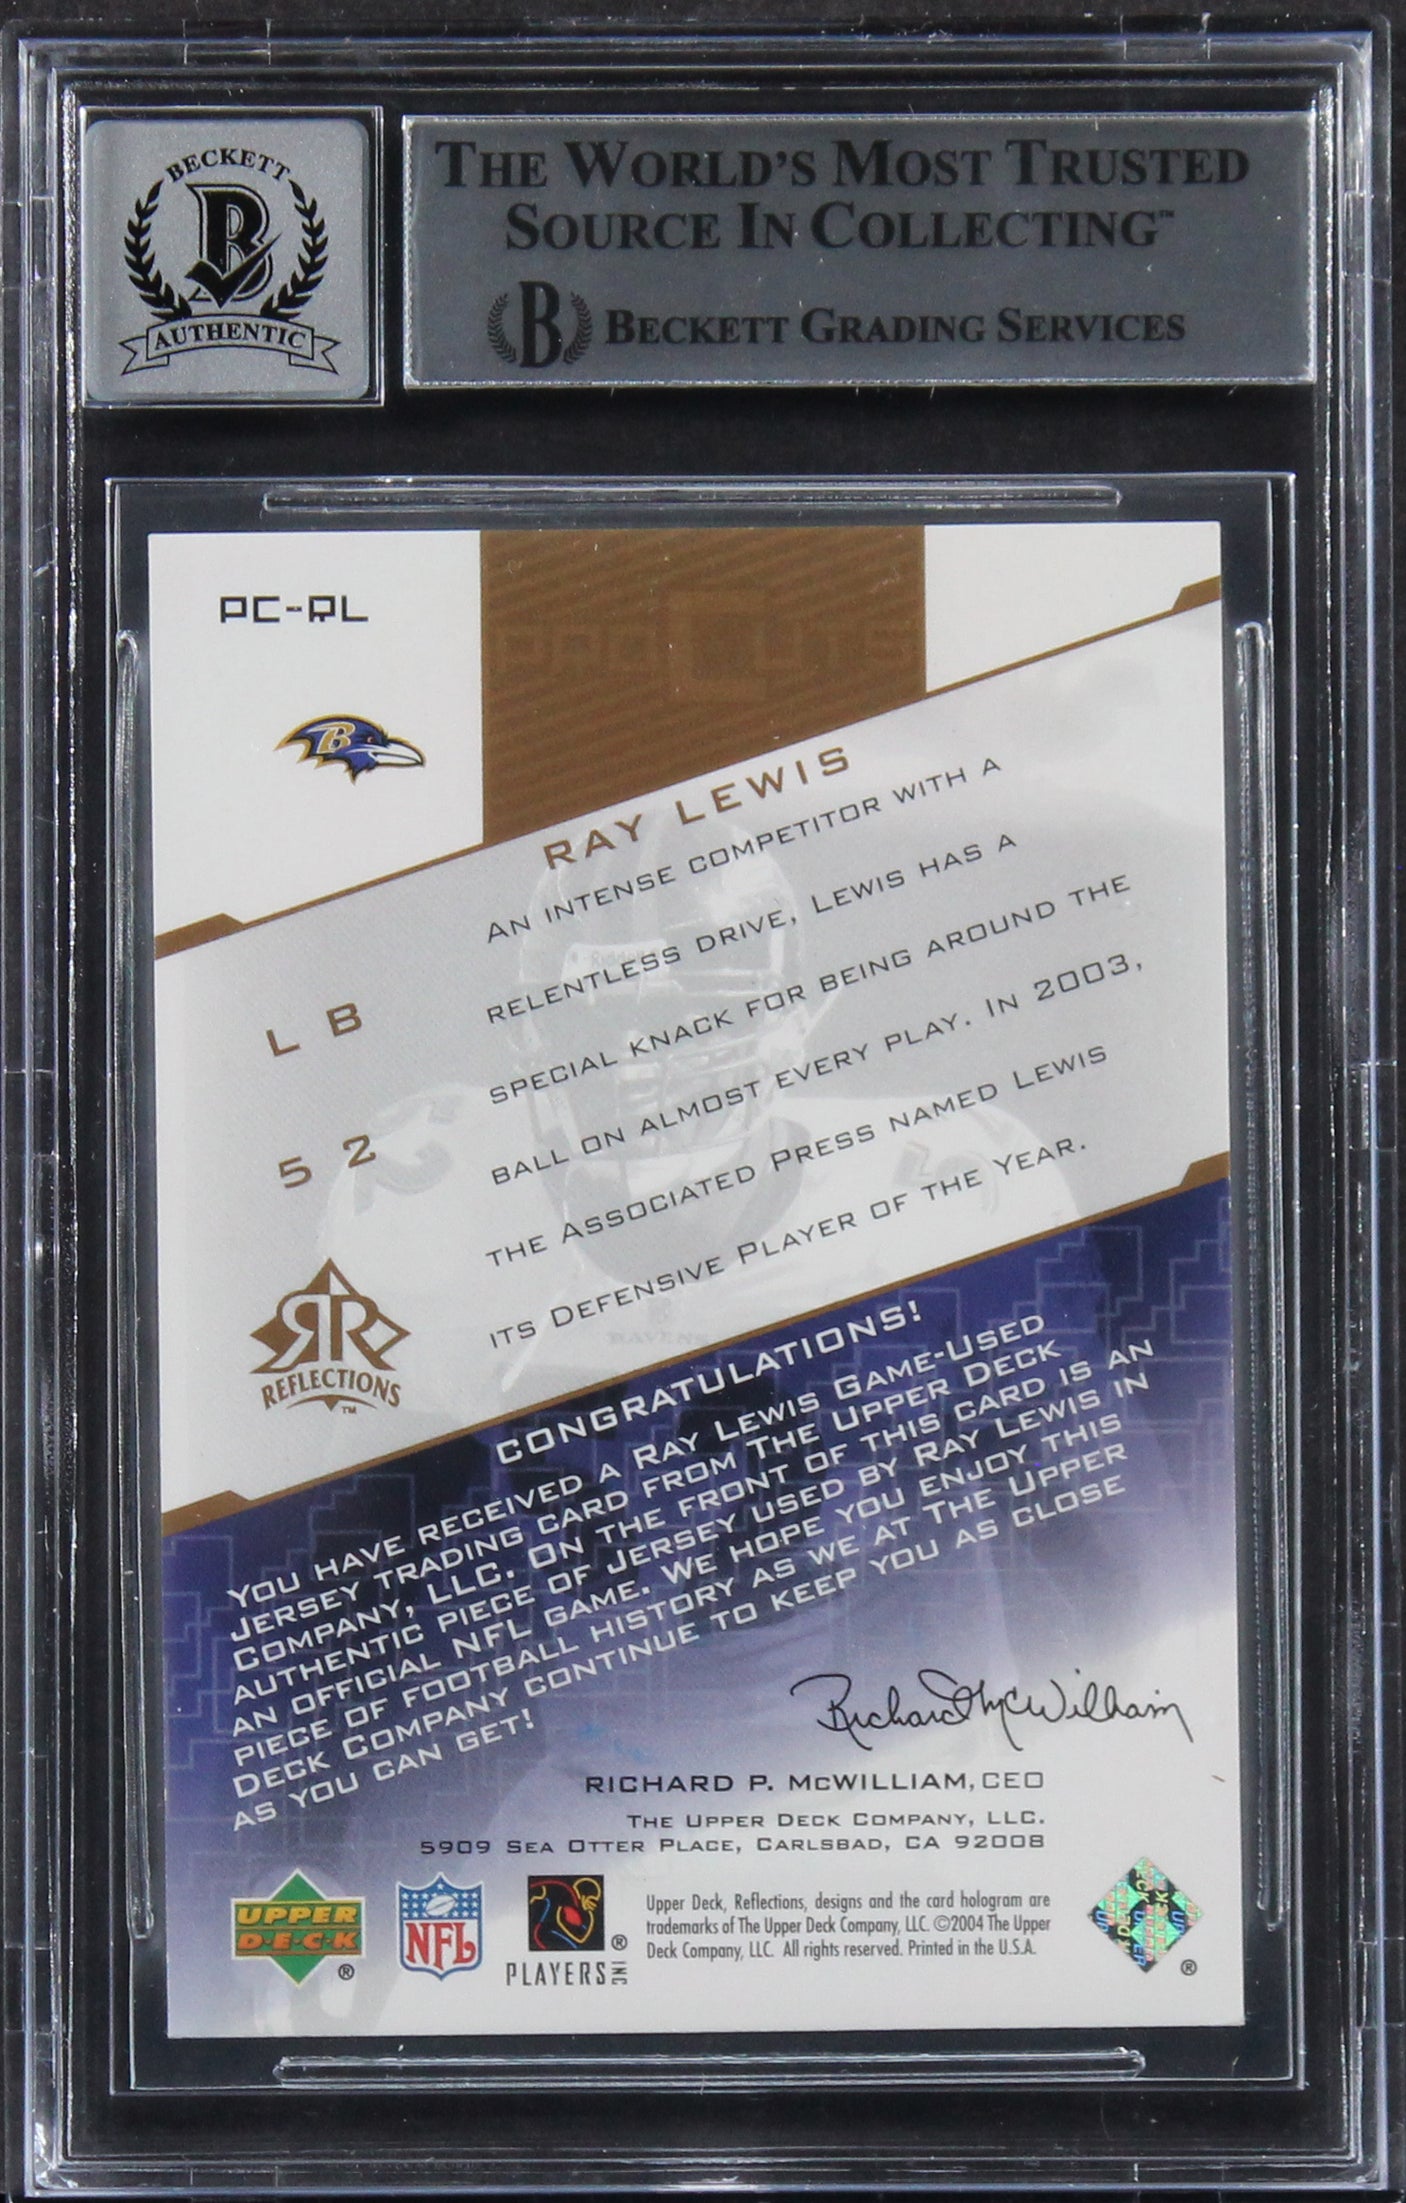 BECKETT
B
AUTHENTIC
THE WORLD'S MOST TRUSTED
SOURCE IN COLLECTING™
B BECKETT GRADING SERVICES
PC-RL
PRO CUTS
B
RAY LEWIS
AN INTENSE COMPETITOR WITH A
RELENTLESS DRIVE, LEWIS HAS A
SPECIAL KNACK FOR BEING AROUND THE
BALL ON ALMOST EVERY PLAY. IN 2003,
THE ASSOCIATED PRESS NAMED LEWIS
ITS DEFENSIVE PLAYER OF THE YEAR.
LB
52
RAVENS
RR
REFLECTIONS™
CONGRATULATIONS!
YOU HAVE RECEIVED A RAY LEWIS GAME-USED
JERSEY TRADING CARD FROM THE UPPER DECK
COMPANY, LLC. ON THE FRONT OF THIS CARD IS AN
AUTHENTIC PIECE OF JERSEY USED BY RAY LEWIS IN
AN OFFICIAL NFL GAME. WE HOPE YOU ENJOY THIS
PIECE OF FOOTBALL HISTORY AS WE AT THE UPPER
DECK COMPANY CONTINUE TO KEEP YOU AS CLOSE
AS YOU CAN GET!
Richard McWilliam
RICHARD P. McWILLIAM, CEO
THE UPPER DECK COMPANY, LLC.
5909 SEA OTTER PLACE, CARLSBAD, CA 92008
UPPER
D·E·C·K ®
NFL
® PLAYERS INC
Upper Deck, Reflections, designs and the card hologram are
trademarks of The Upper Deck Company, LLC. ©2004 The Upper
Deck Company, LLC. All rights reserved. Printed in the U.S.A.
®